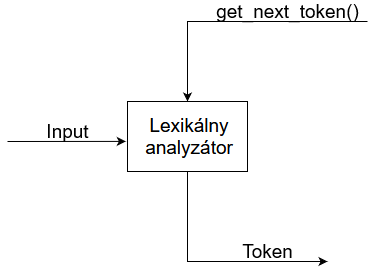 get_next_token()
Input
Lexikálny
analyzátor
Token